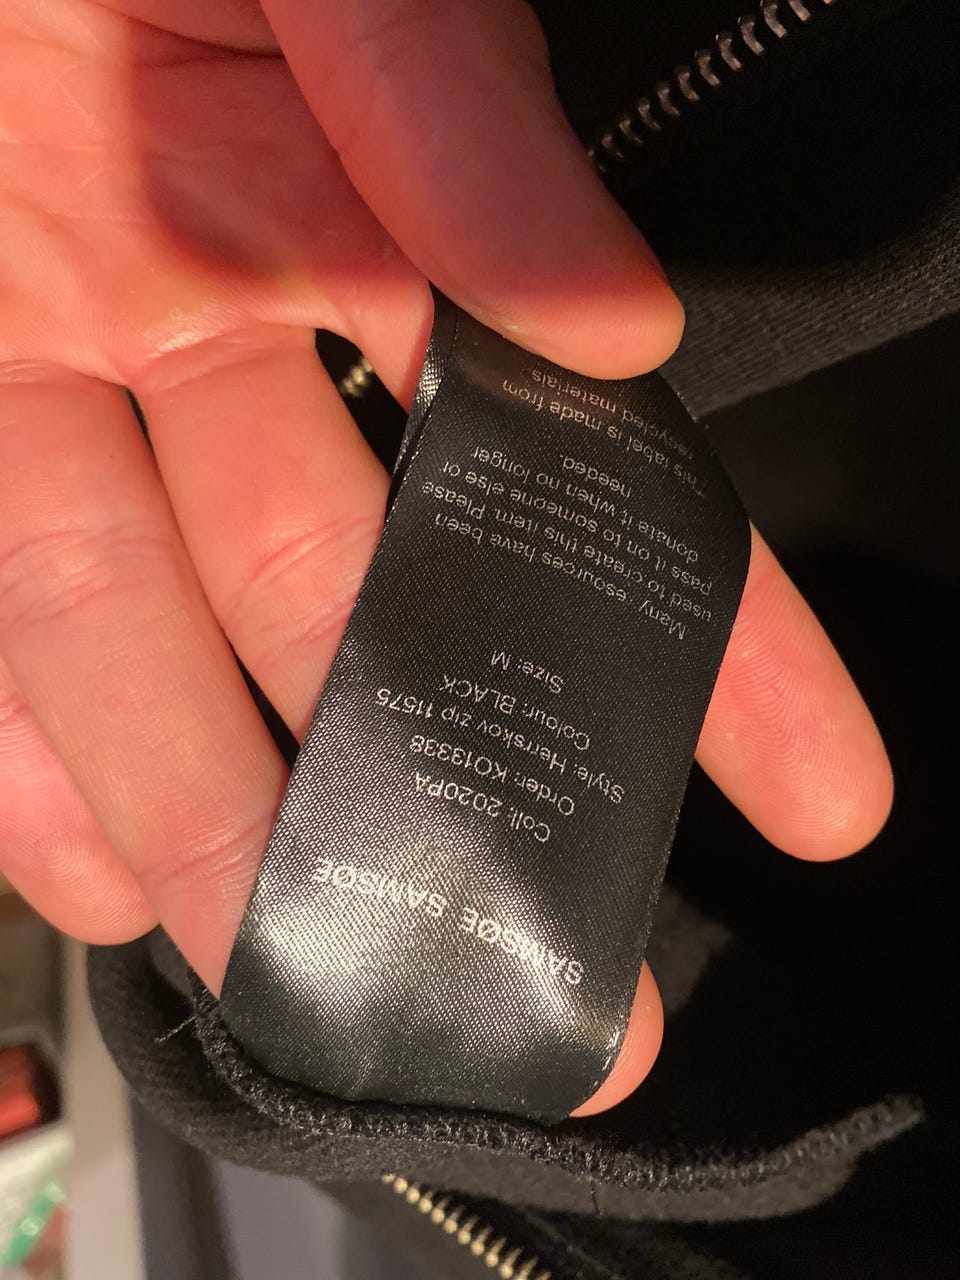 SAMSØE SAMSØE
Coll: 2020PA
Order: KO13338
Style: Herrskov zip 11575
Colour: BLACK
Size: M
Many resources have been
used to create this item. Please
pass it on to someone else or
donate it when no longer
needed.
This label is made from
recycled materials.